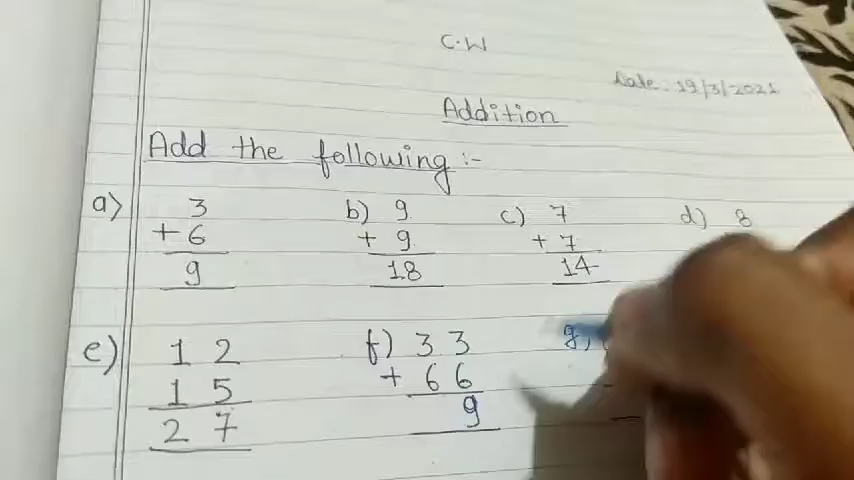 C.W
Date: 19/3/2021
Addition
Add the following :-
a) 3 b) 9 c) 7 d) 8
+ 6 + 9 + 7
9 18 14
e) 1 2 f) 3 3 g,
1 5 + 6 6
2 7 9